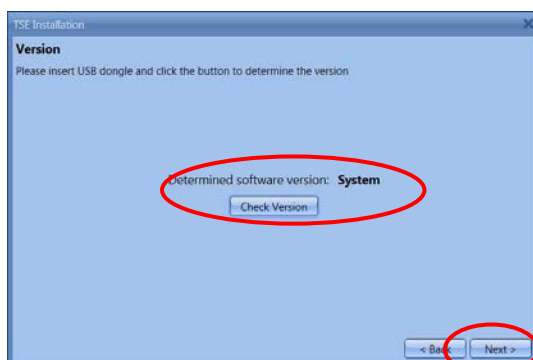 TSE Installation
Version
Please insert USB dongle and click the button to determine the version
Determined software version: System
Check Version
< Back Next >